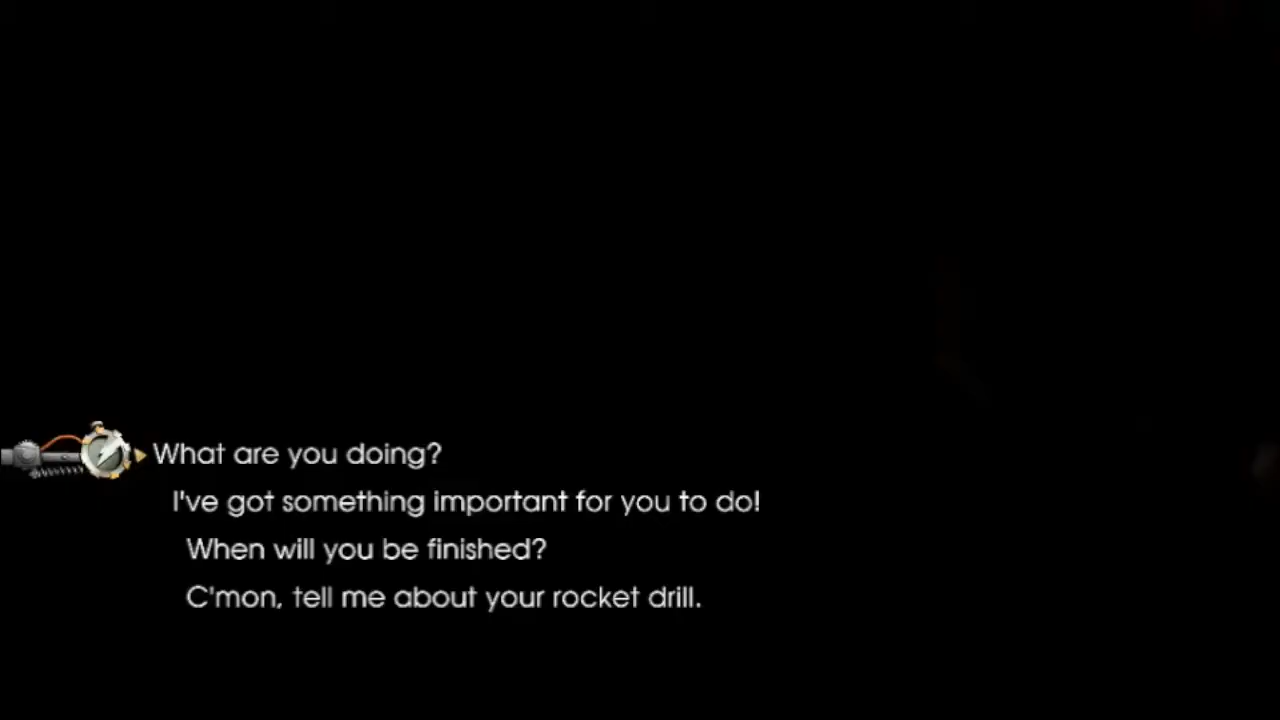 What are you doing?
I've got something important for you to do!
When will you be finished?
C'mon, tell me about your rocket drill.